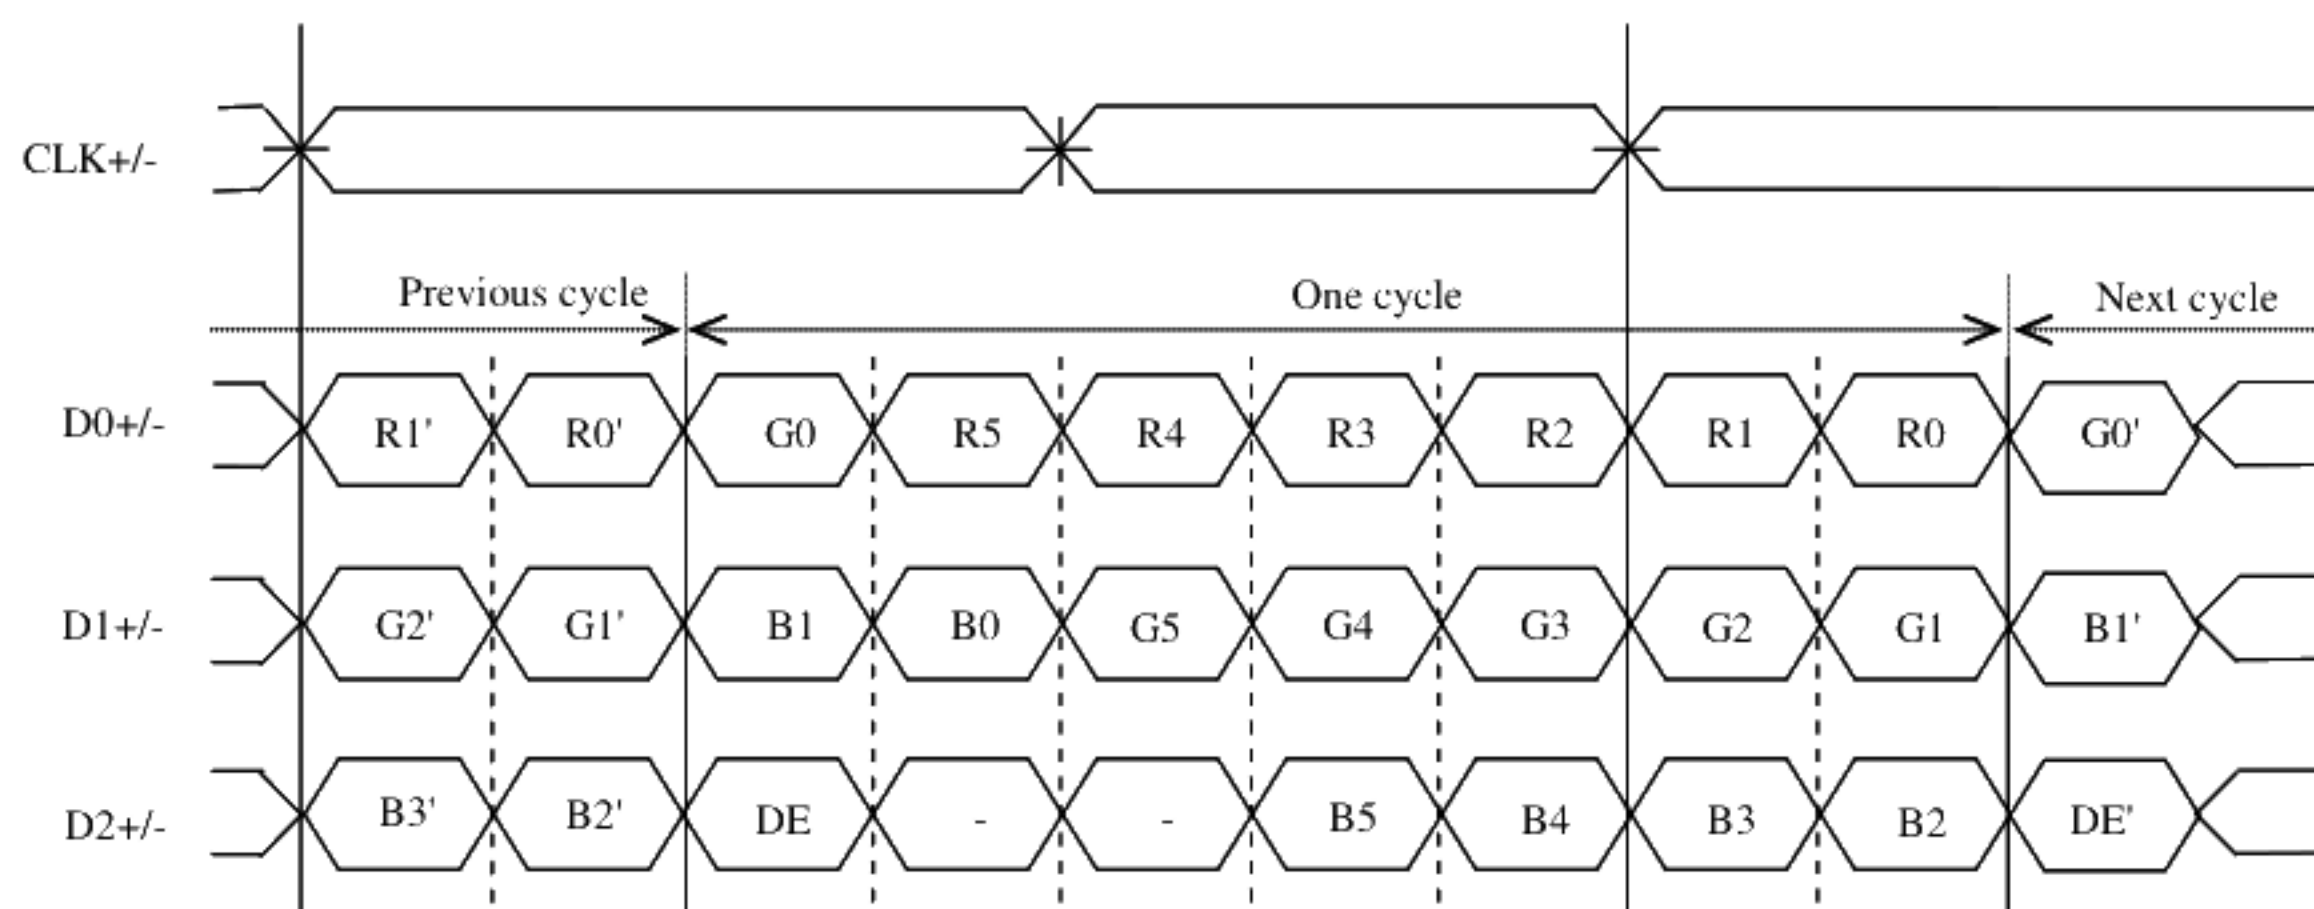 CLK+/-
Previous cycle One cycle Next cycle
D0+/- R1' R0' G0 R5 R4 R3 R2 R1 R0 G0'
D1+/- G2' G1' B1 B0 G5 G4 G3 G2 G1 B1'
D2+/- B3' B2' DE - - B5 B4 B3 B2 DE'